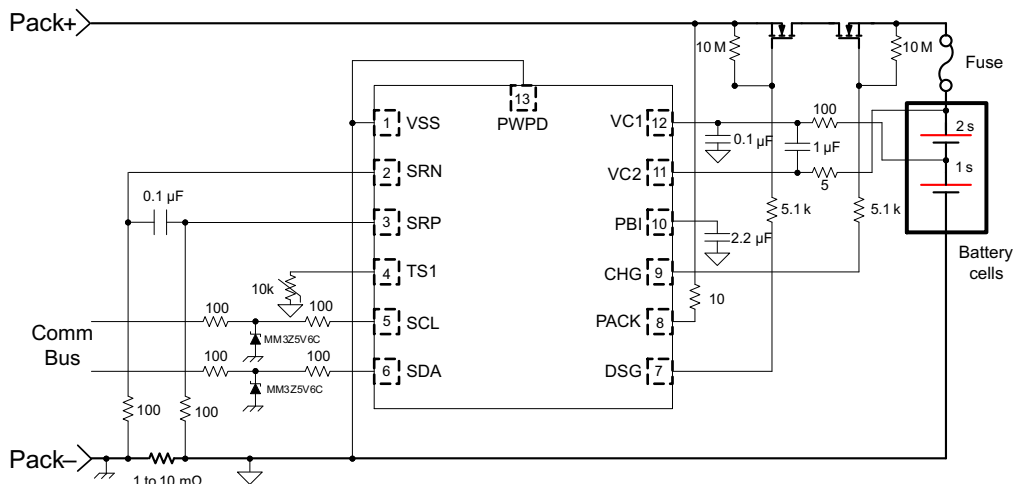 Pack+
10 M
10 M
Fuse
13
PWPD
1
VSS
VC1
12
100
0.1 µF
1 µF
2 s
1 s
2
SRN
VC2
11
5
0.1 µF
3
SRP
PBI
10
2.2 µF
5.1 k
5.1 k
Battery
cells
4
TS1
10k
CHG
9
10
Comm
Bus
100
100
5
SCL
MM3Z5V6C
PACK
8
100
100
6
SDA
MM3Z5V6C
DSG
7
100
100
Pack–
1 to 10 mΩ